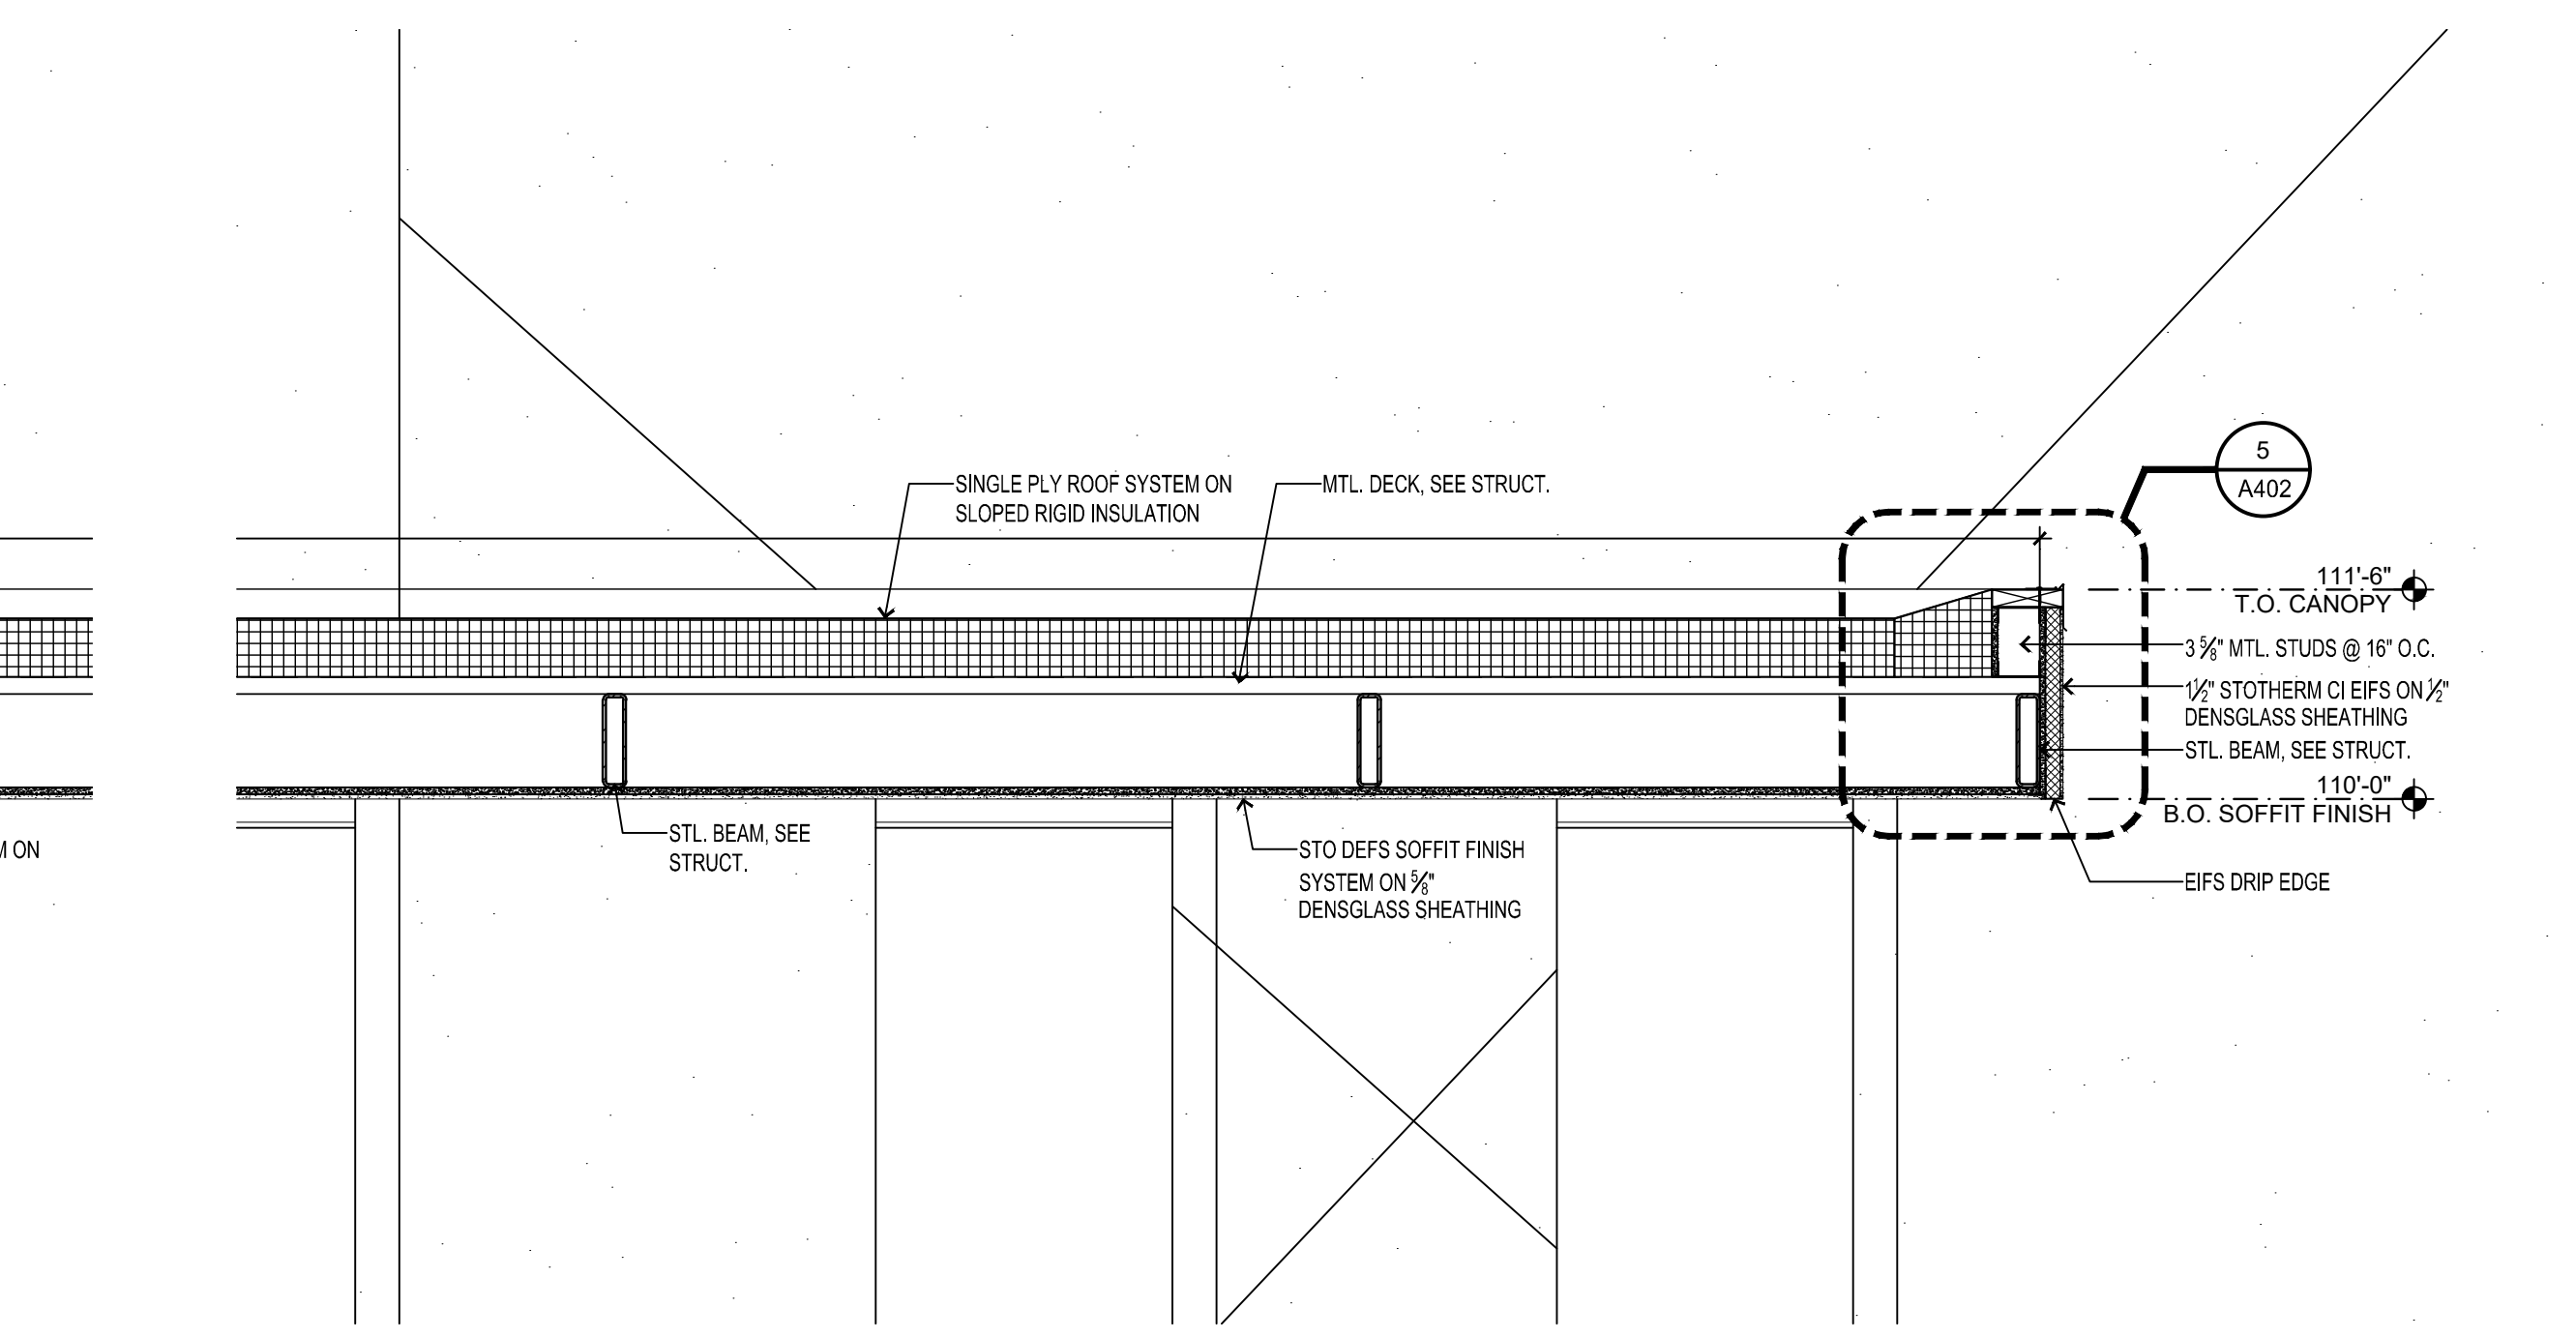 SINGLE PLY ROOF SYSTEM ON
SLOPED RIGID INSULATION
MTL. DECK, SEE STRUCT.
5
A402
111'-6"
T.O. CANOPY
3 5/8" MTL. STUDS @ 16" O.C.
1 1/2" STOTHERM CI EIFS ON 1/2"
DENSGLASS SHEATHING
STL. BEAM, SEE STRUCT.
110'-0"
B.O. SOFFIT FINISH
EIFS DRIP EDGE
STL. BEAM, SEE
STRUCT.
STO DEFS SOFFIT FINISH
SYSTEM ON 5/8"
DENSGLASS SHEATHING
ON